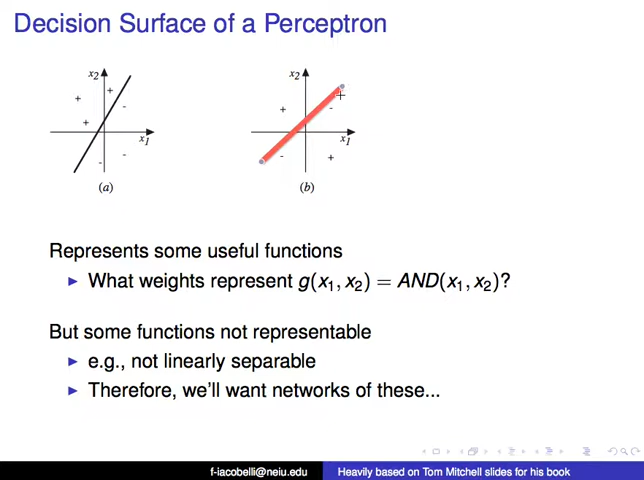 Decision Surface of a Perceptron
x2
x1
+
+
+
-
-
-
(a)
x2
x1
+
-
-
+
(b)
Represents some useful functions
▶ What weights represent g(x1, x2) = AND(x1, x2)?
But some functions not representable
▶ e.g., not linearly separable
▶ Therefore, we'll want networks of these...
f-iacobelli@neiu.edu Heavily based on Tom Mitchell slides for his book